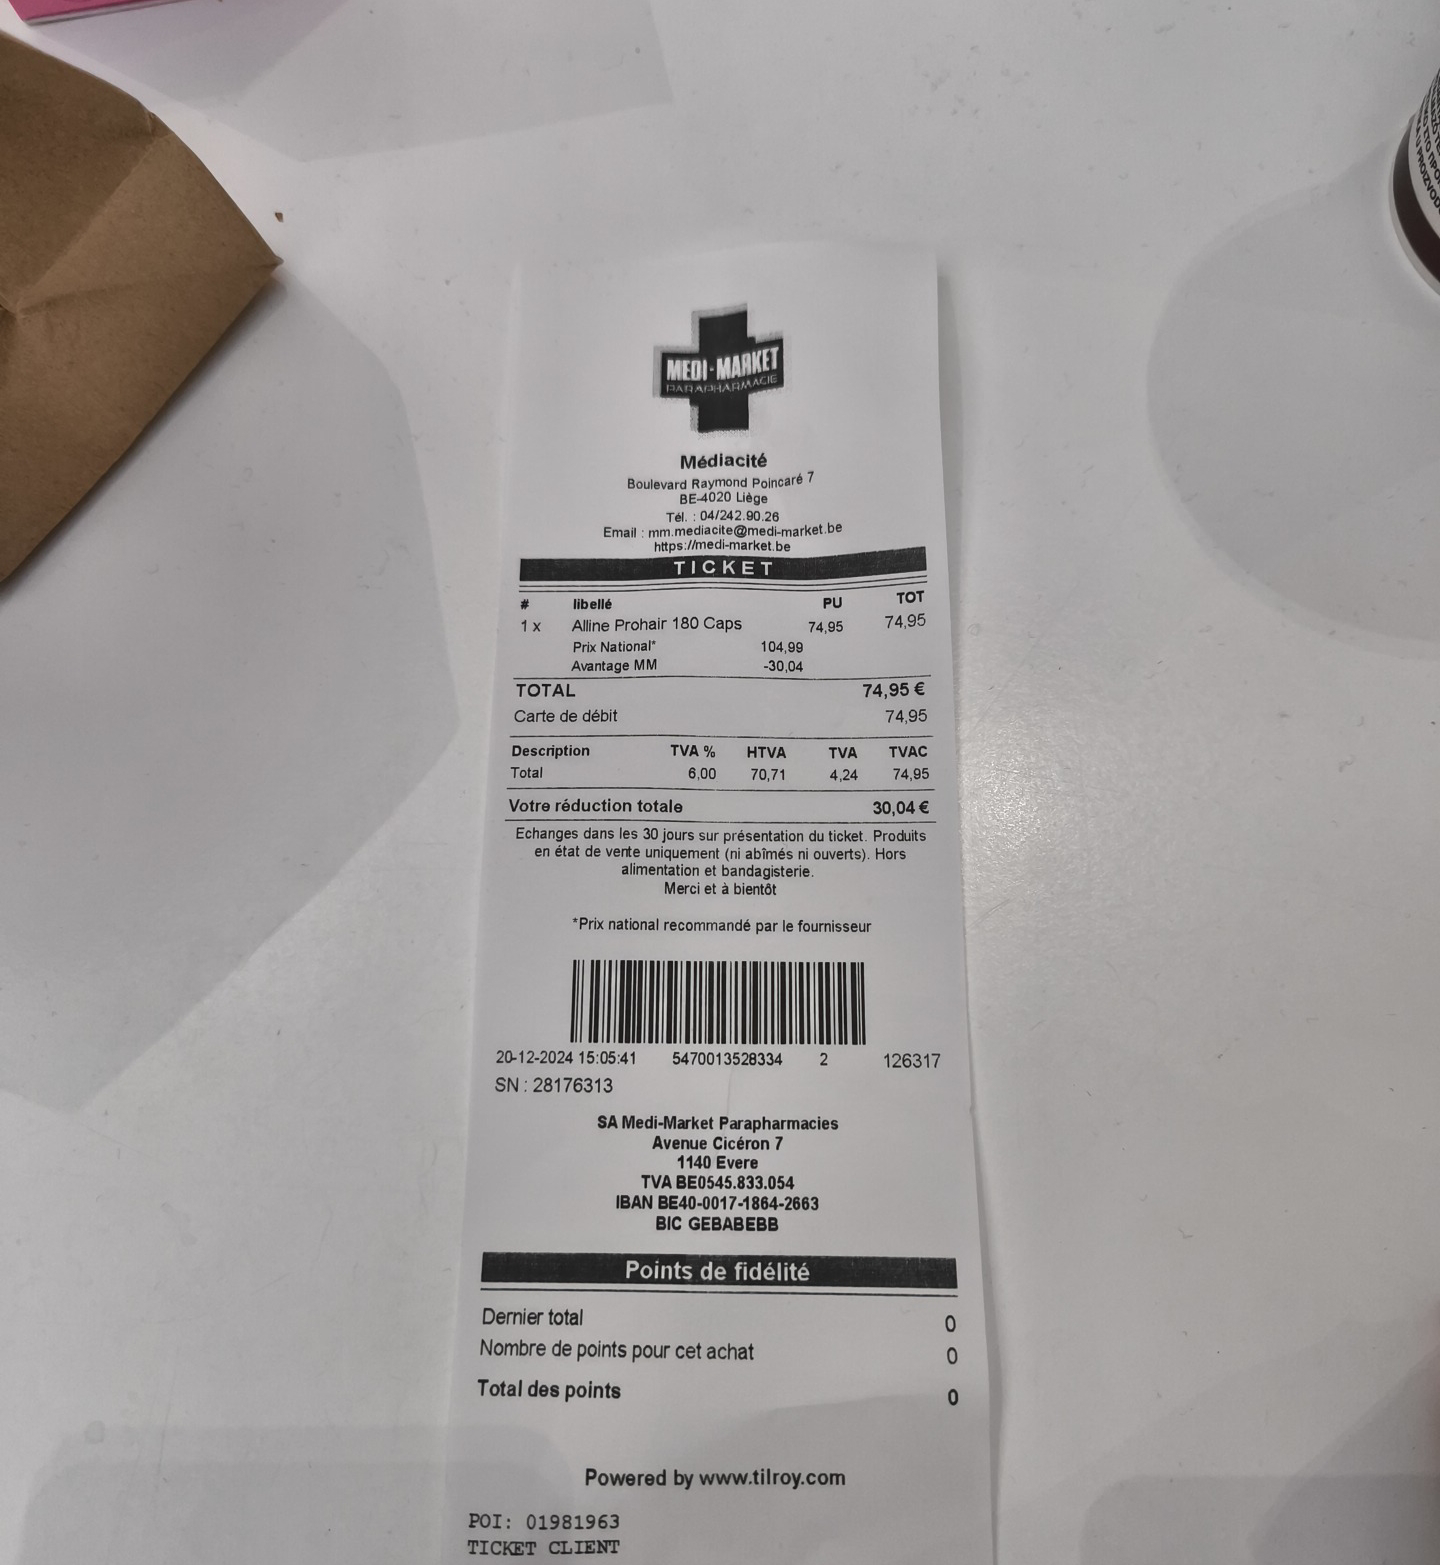 MEDI-MARKET
PARAPHARMACIE
Médiacité
Boulevard Raymond Poincaré 7
BE-4020 Liège
Tél. : 04/242.90.26
Email : mm.mediacite@medi-market.be
https://medi-market.be
TICKET
# libellé PU TOT
1 x Alline Prohair 180 Caps 74,95 74,95
Prix National* 104,99
Avantage MM -30,04
TOTAL 74,95 €
Carte de débit 74,95
Description TVA % HTVA TVA TVAC
Total 6,00 70,71 4,24 74,95
Votre réduction totale 30,04 €
Echanges dans les 30 jours sur présentation du ticket. Produits
en état de vente uniquement (ni abîmés ni ouverts). Hors
alimentation et bandagisterie.
Merci et à bientôt
*Prix national recommandé par le fournisseur
20-12-2024 15:05:41 5470013528334 2 126317
SN : 28176313
SA Medi-Market Parapharmacies
Avenue Cicéron 7
1140 Evere
TVA BE0545.833.054
IBAN BE40-0017-1864-2663
BIC GEBABEBB
Points de fidélité
Dernier total 0
Nombre de points pour cet achat 0
Total des points 0
Powered by www.tilroy.com
POI: 01981963
TICKET CLIENT